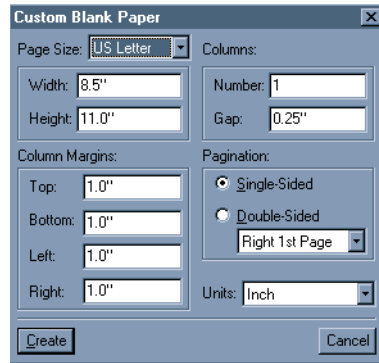 Custom Blank Paper
Page Size: US Letter
Width: 8.5"
Height: 11.0"
Columns:
Number: 1
Gap: 0.25"
Column Margins:
Top: 1.0"
Bottom: 1.0"
Left: 1.0"
Right: 1.0"
Pagination:
Single-Sided
Double-Sided
Right 1st Page
Units: Inch
Create
Cancel